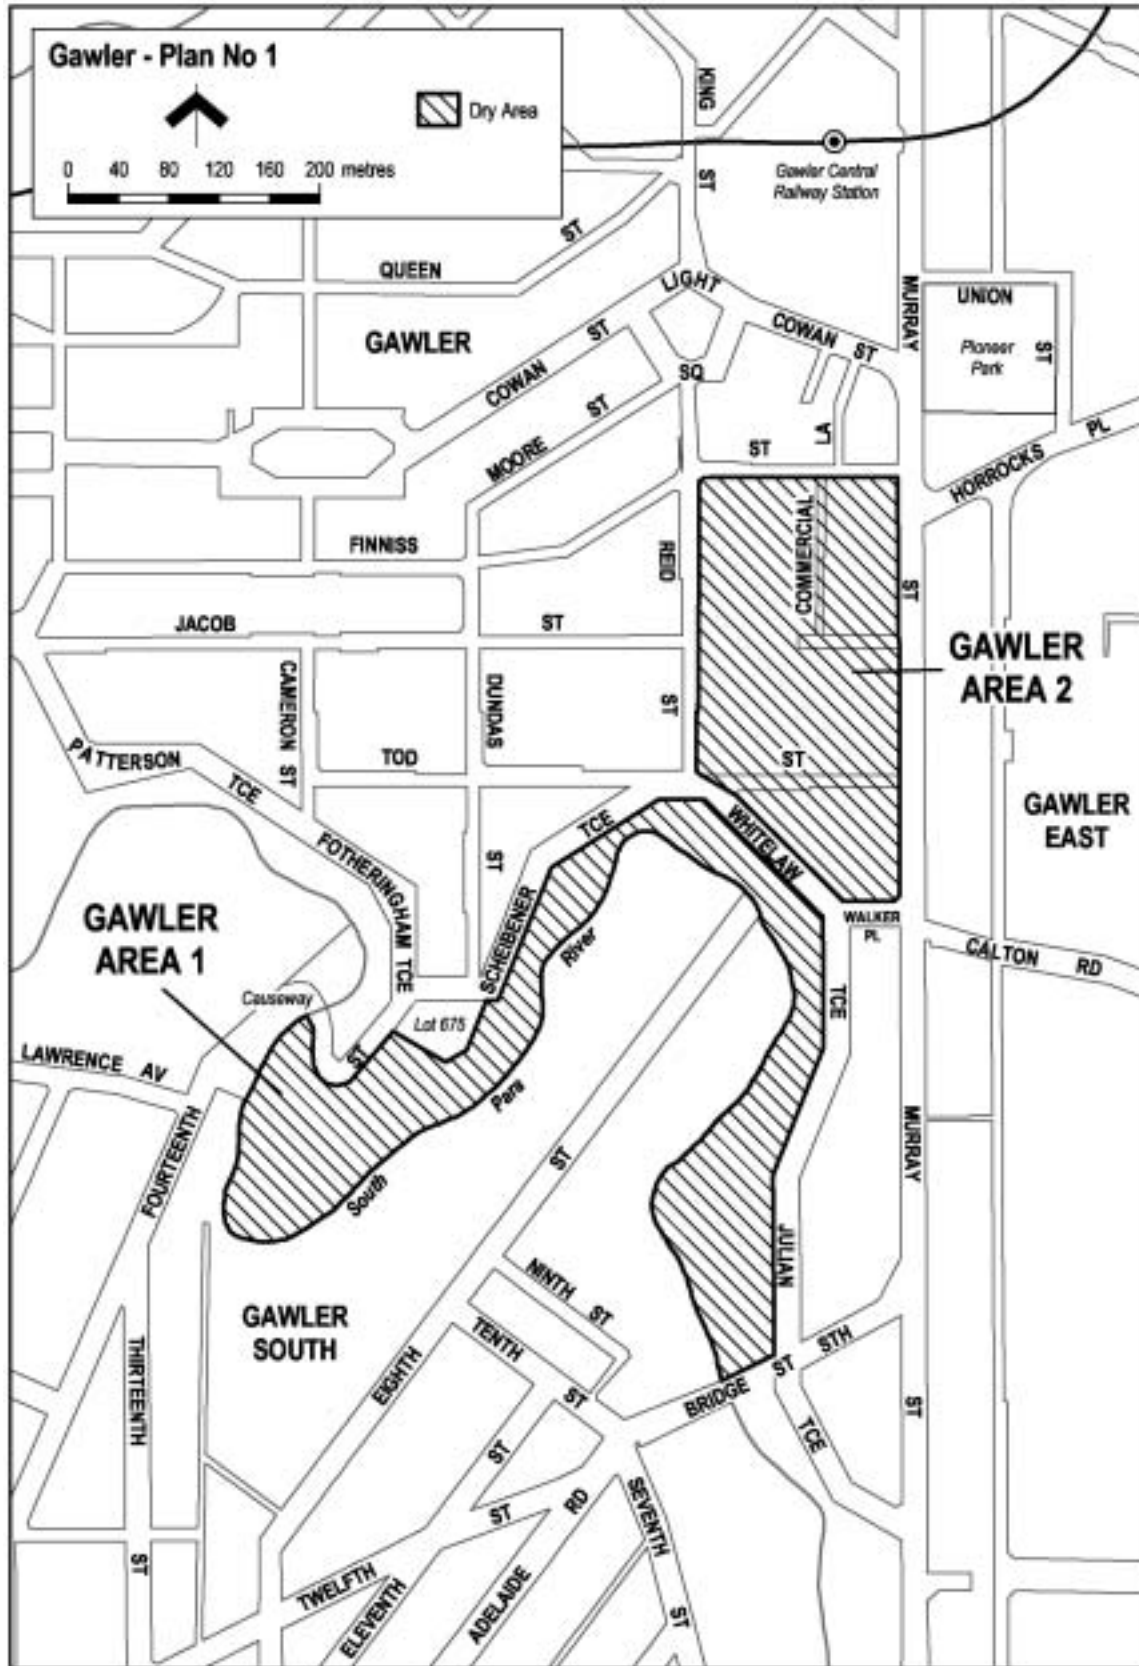 Gawler - Plan No 1
Dry Area
0 40 80 120 160 200 metres
KING
ST
Gawler Central
Railway Station
QUEEN
ST
LIGHT
MURRAY
UNION
GAWLER
COWAN
ST
COWAN
ST
Pioneer
Park
ST
SQ
MOORE
ST
ST
LA
HORROCKS
PL
FINNISS
REID
COMMERCIAL
ST
JACOB
ST
GAWLER
AREA 2
CAMERON ST
DUNDAS
ST
PATTERSON
TCE
TOD
ST
GAWLER
EAST
FOTHERINGHAM TCE
ST
TCE
WHITELAW
GAWLER
AREA 1
SCHEIBENER
River
WALKER
PL
CALTON
RD
Causeway
Lot 675
TCE
LAWRENCE
AV
ST
Para
FOURTEENTH
South
ST
MURRAY
JULIAN
NINTH
ST
GAWLER
SOUTH
TENTH
STH
THIRTEENTH
EIGHTH
ST
BRIDGE
ST
ST
TCE
ST
SEVENTH
ST
RD
ST
TWELFTH
ELEVENTH
ADELAIDE
ST